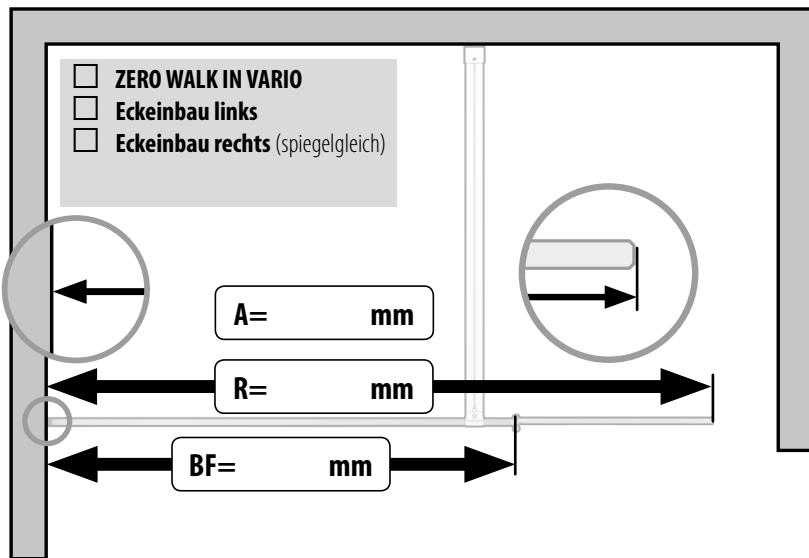 ☐ ZERO WALK IN VARIO
☐ Eckeinbau links
☐ Eckeinbau rechts (spiegelgleich)
A= mm
R= mm
BF= mm